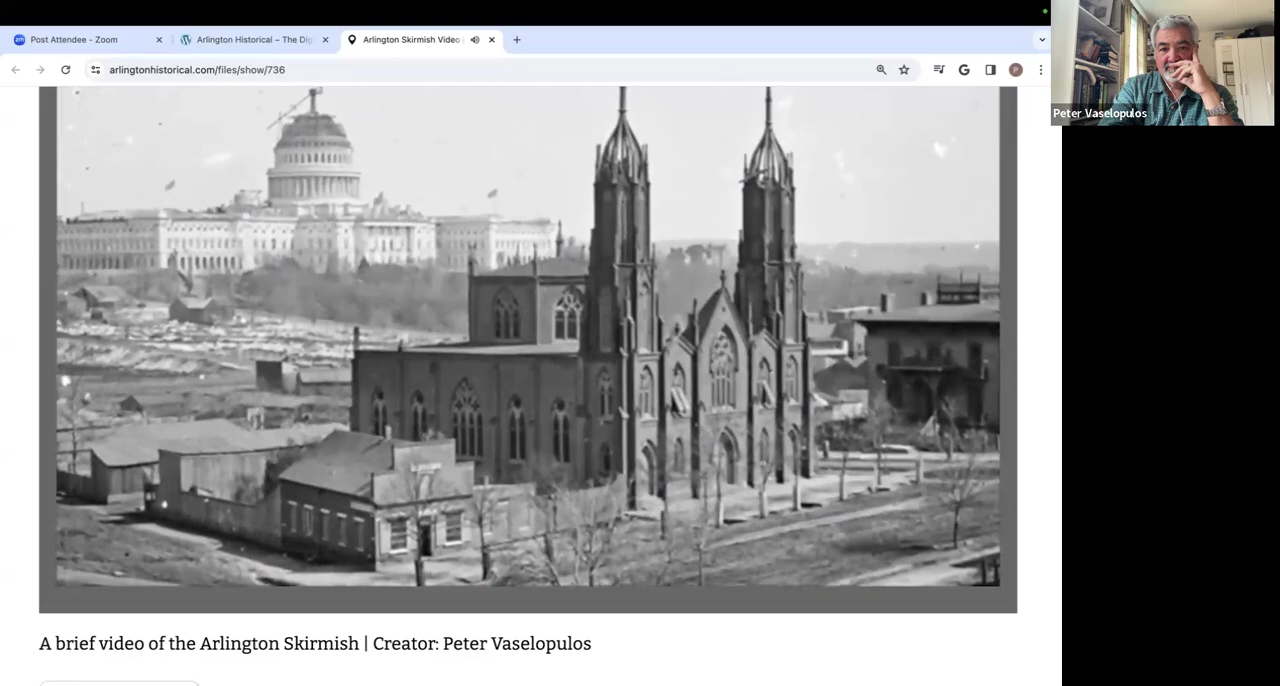 Post Attendee - Zoom
Arlington Historical – The Dig
Arlington Skirmish Video
arlingtonhistorical.com/files/show/736
Peter Vaselopulos
A brief video of the Arlington Skirmish | Creator: Peter Vaselopulos